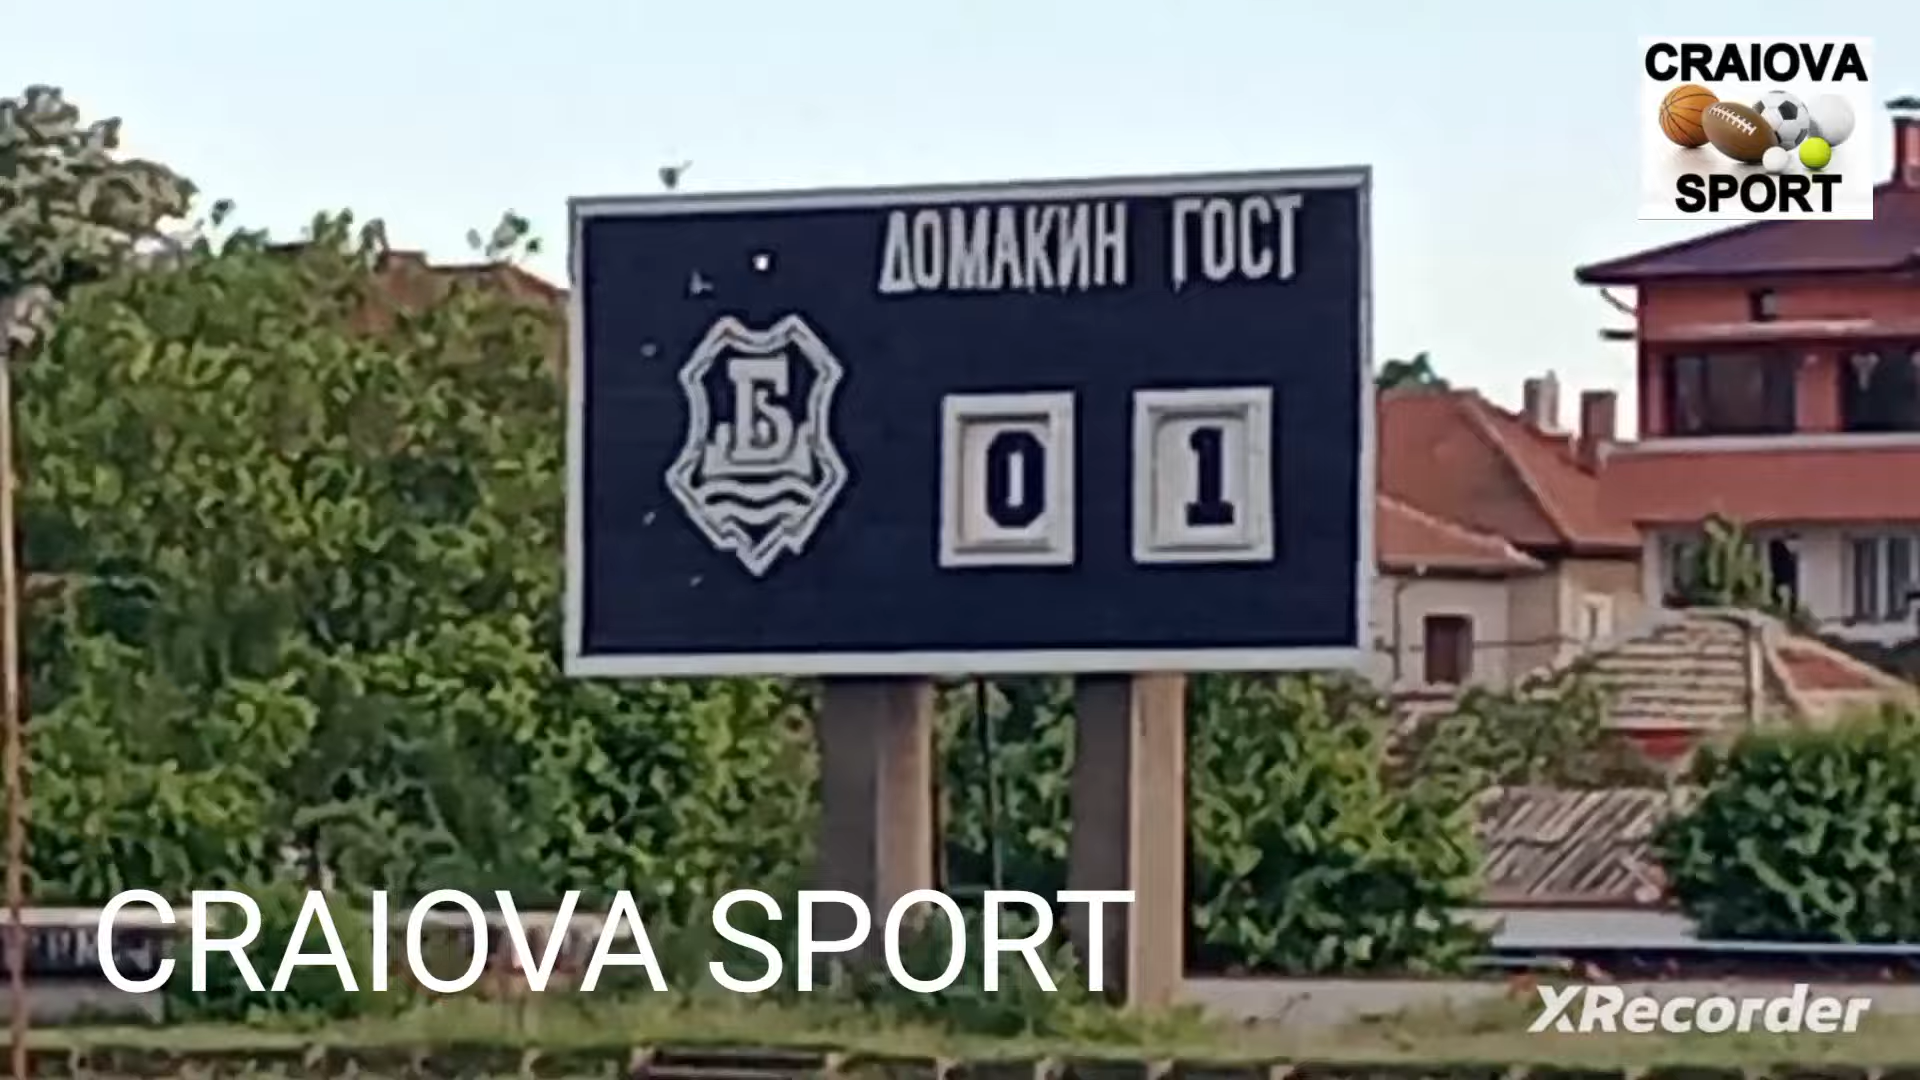 CRAIOVA
SPORT
ДОМАКИН ГОСТ
Б
0 1
CRAIOVA SPORT
XRecorder